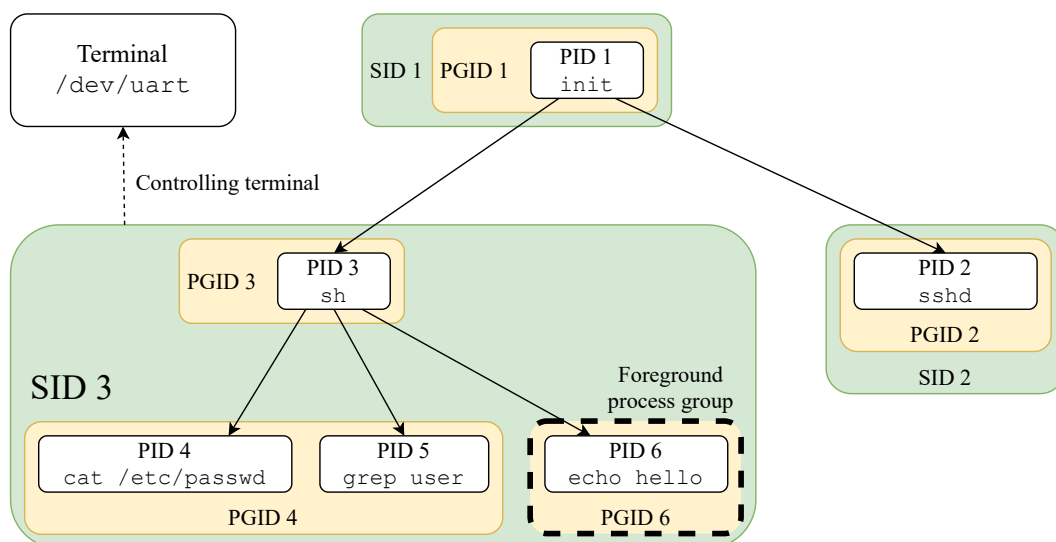 Terminal
/dev/uart
SID 1
PGID 1
PID 1
init
Controlling terminal
PGID 3
PID 3
sh
PID 2
sshd
PGID 2
SID 2
SID 3
Foreground
process group
PID 4
cat /etc/passwd
PID 5
grep user
PGID 4
PID 6
echo hello
PGID 6